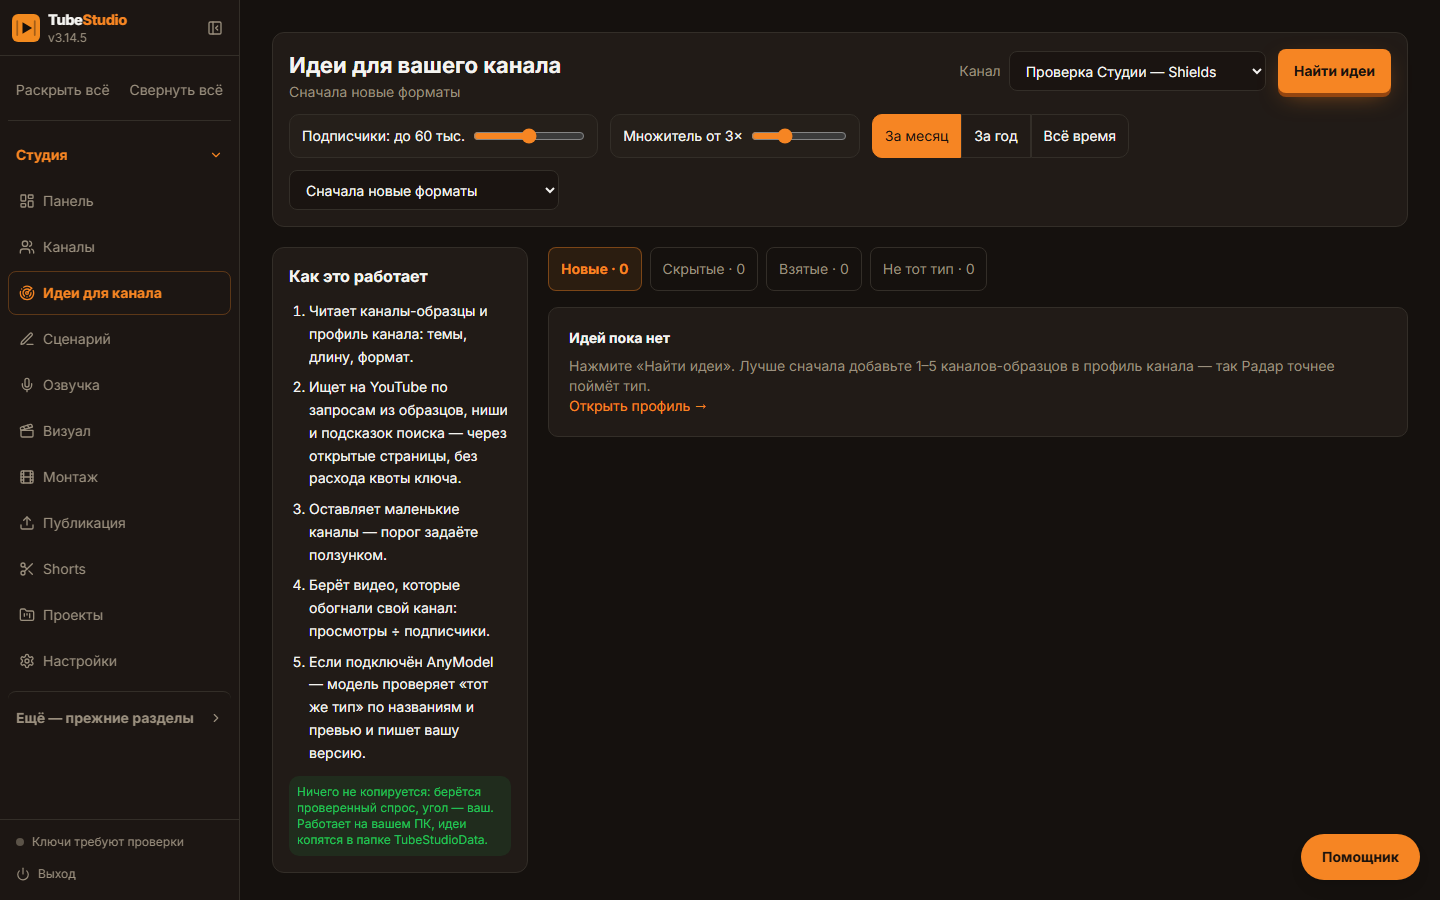 TubeStudio
v3.14.5
Раскрыть всё
Свернуть всё
Студия
Панель
Каналы
Идеи для канала
Сценарий
Озвучка
Визуал
Монтаж
Публикация
Shorts
Проекты
Настройки
Ещё — прежние разделы
Ключи требуют проверки
Выход
Идеи для вашего канала
Сначала новые форматы
Канал
Проверка Студии — Shields
Найти идеи
Подписчики: до 60 тыс.
Множитель от 3×
За месяц
За год
Всё время
Сначала новые форматы
Как это работает
1. Читает каналы-образцы и
профиль канала: темы,
длину, формат.
2. Ищет на YouTube по
запросам из образцов, ниши
и подсказок поиска — через
открытые страницы, без
расхода квоты ключа.
3. Оставляет маленькие
каналы — порог задаёте
ползунком.
4. Берёт видео, которые
обогнали свой канал:
просмотры ÷ подписчики.
5. Если подключён AnyModel
— модель проверяет «тот
же тип» по названиям и
превью и пишет вашу
версию.
Ничего не копируется: берётся
проверенный спрос, угол — ваш.
Работает на вашем ПК, идеи
копятся в папке TubeStudioData.
Новые · 0
Скрытые · 0
Взятые · 0
Не тот тип · 0
Идей пока нет
Нажмите «Найти идеи». Лучше сначала добавьте 1–5 каналов-образцов в профиль канала — так Радар точнее
поймёт тип.
Открыть профиль →
Помощник